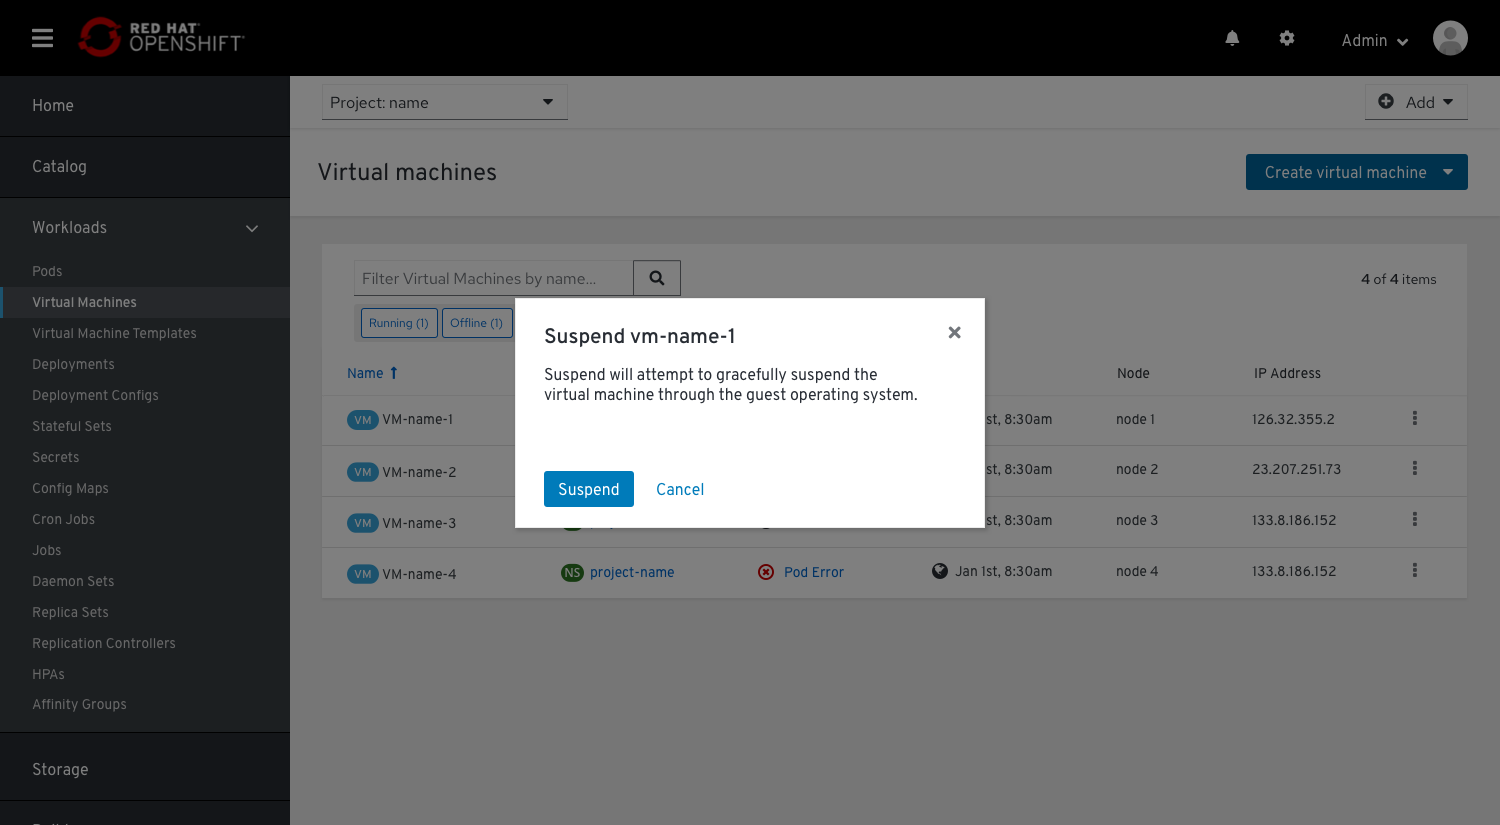 RED HAT
OPENSHIFT
Admin
Home
Catalog
Workloads
Pods
Virtual Machines
Virtual Machine Templates
Deployments
Deployment Configs
Stateful Sets
Secrets
Config Maps
Cron Jobs
Jobs
Daemon Sets
Replica Sets
Replication Controllers
HPAs
Affinity Groups
Storage
Project: name
Add
Virtual machines
Create virtual machine
Filter Virtual Machines by name...
4 of 4 items
Running (1)
Offline (1)
Name
Node
IP Address
VM VM-name-1
st, 8:30am
node 1
126.32.355.2
VM VM-name-2
st, 8:30am
node 2
23.207.251.73
VM VM-name-3
st, 8:30am
node 3
133.8.186.152
VM VM-name-4
NS project-name
Pod Error
Jan 1st, 8:30am
node 4
133.8.186.152
Suspend vm-name-1
Suspend will attempt to gracefully suspend the
virtual machine through the guest operating system.
Suspend
Cancel